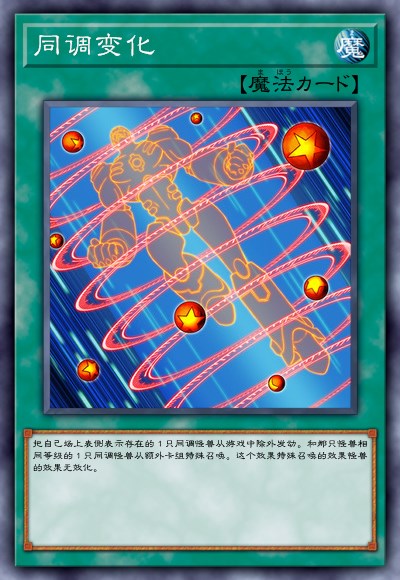 同调变化
魔
【魔法カード】
把自己场上表侧表示存在的1只同调怪兽从游戏中除外发动。和那只怪兽相
同等级的1只同调怪兽从额外卡组特殊召唤。这个效果特殊召唤的效果怪兽
的效果无效化。